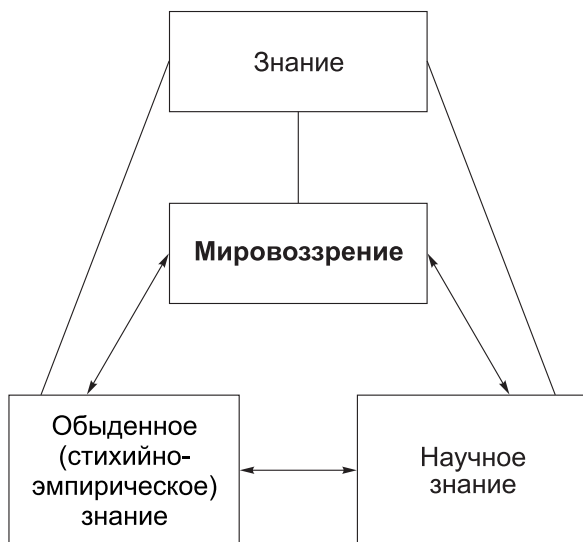 Знание
Мировоззрение
Обыденное
(стихийно-
эмпирическое)
знание
Научное
знание